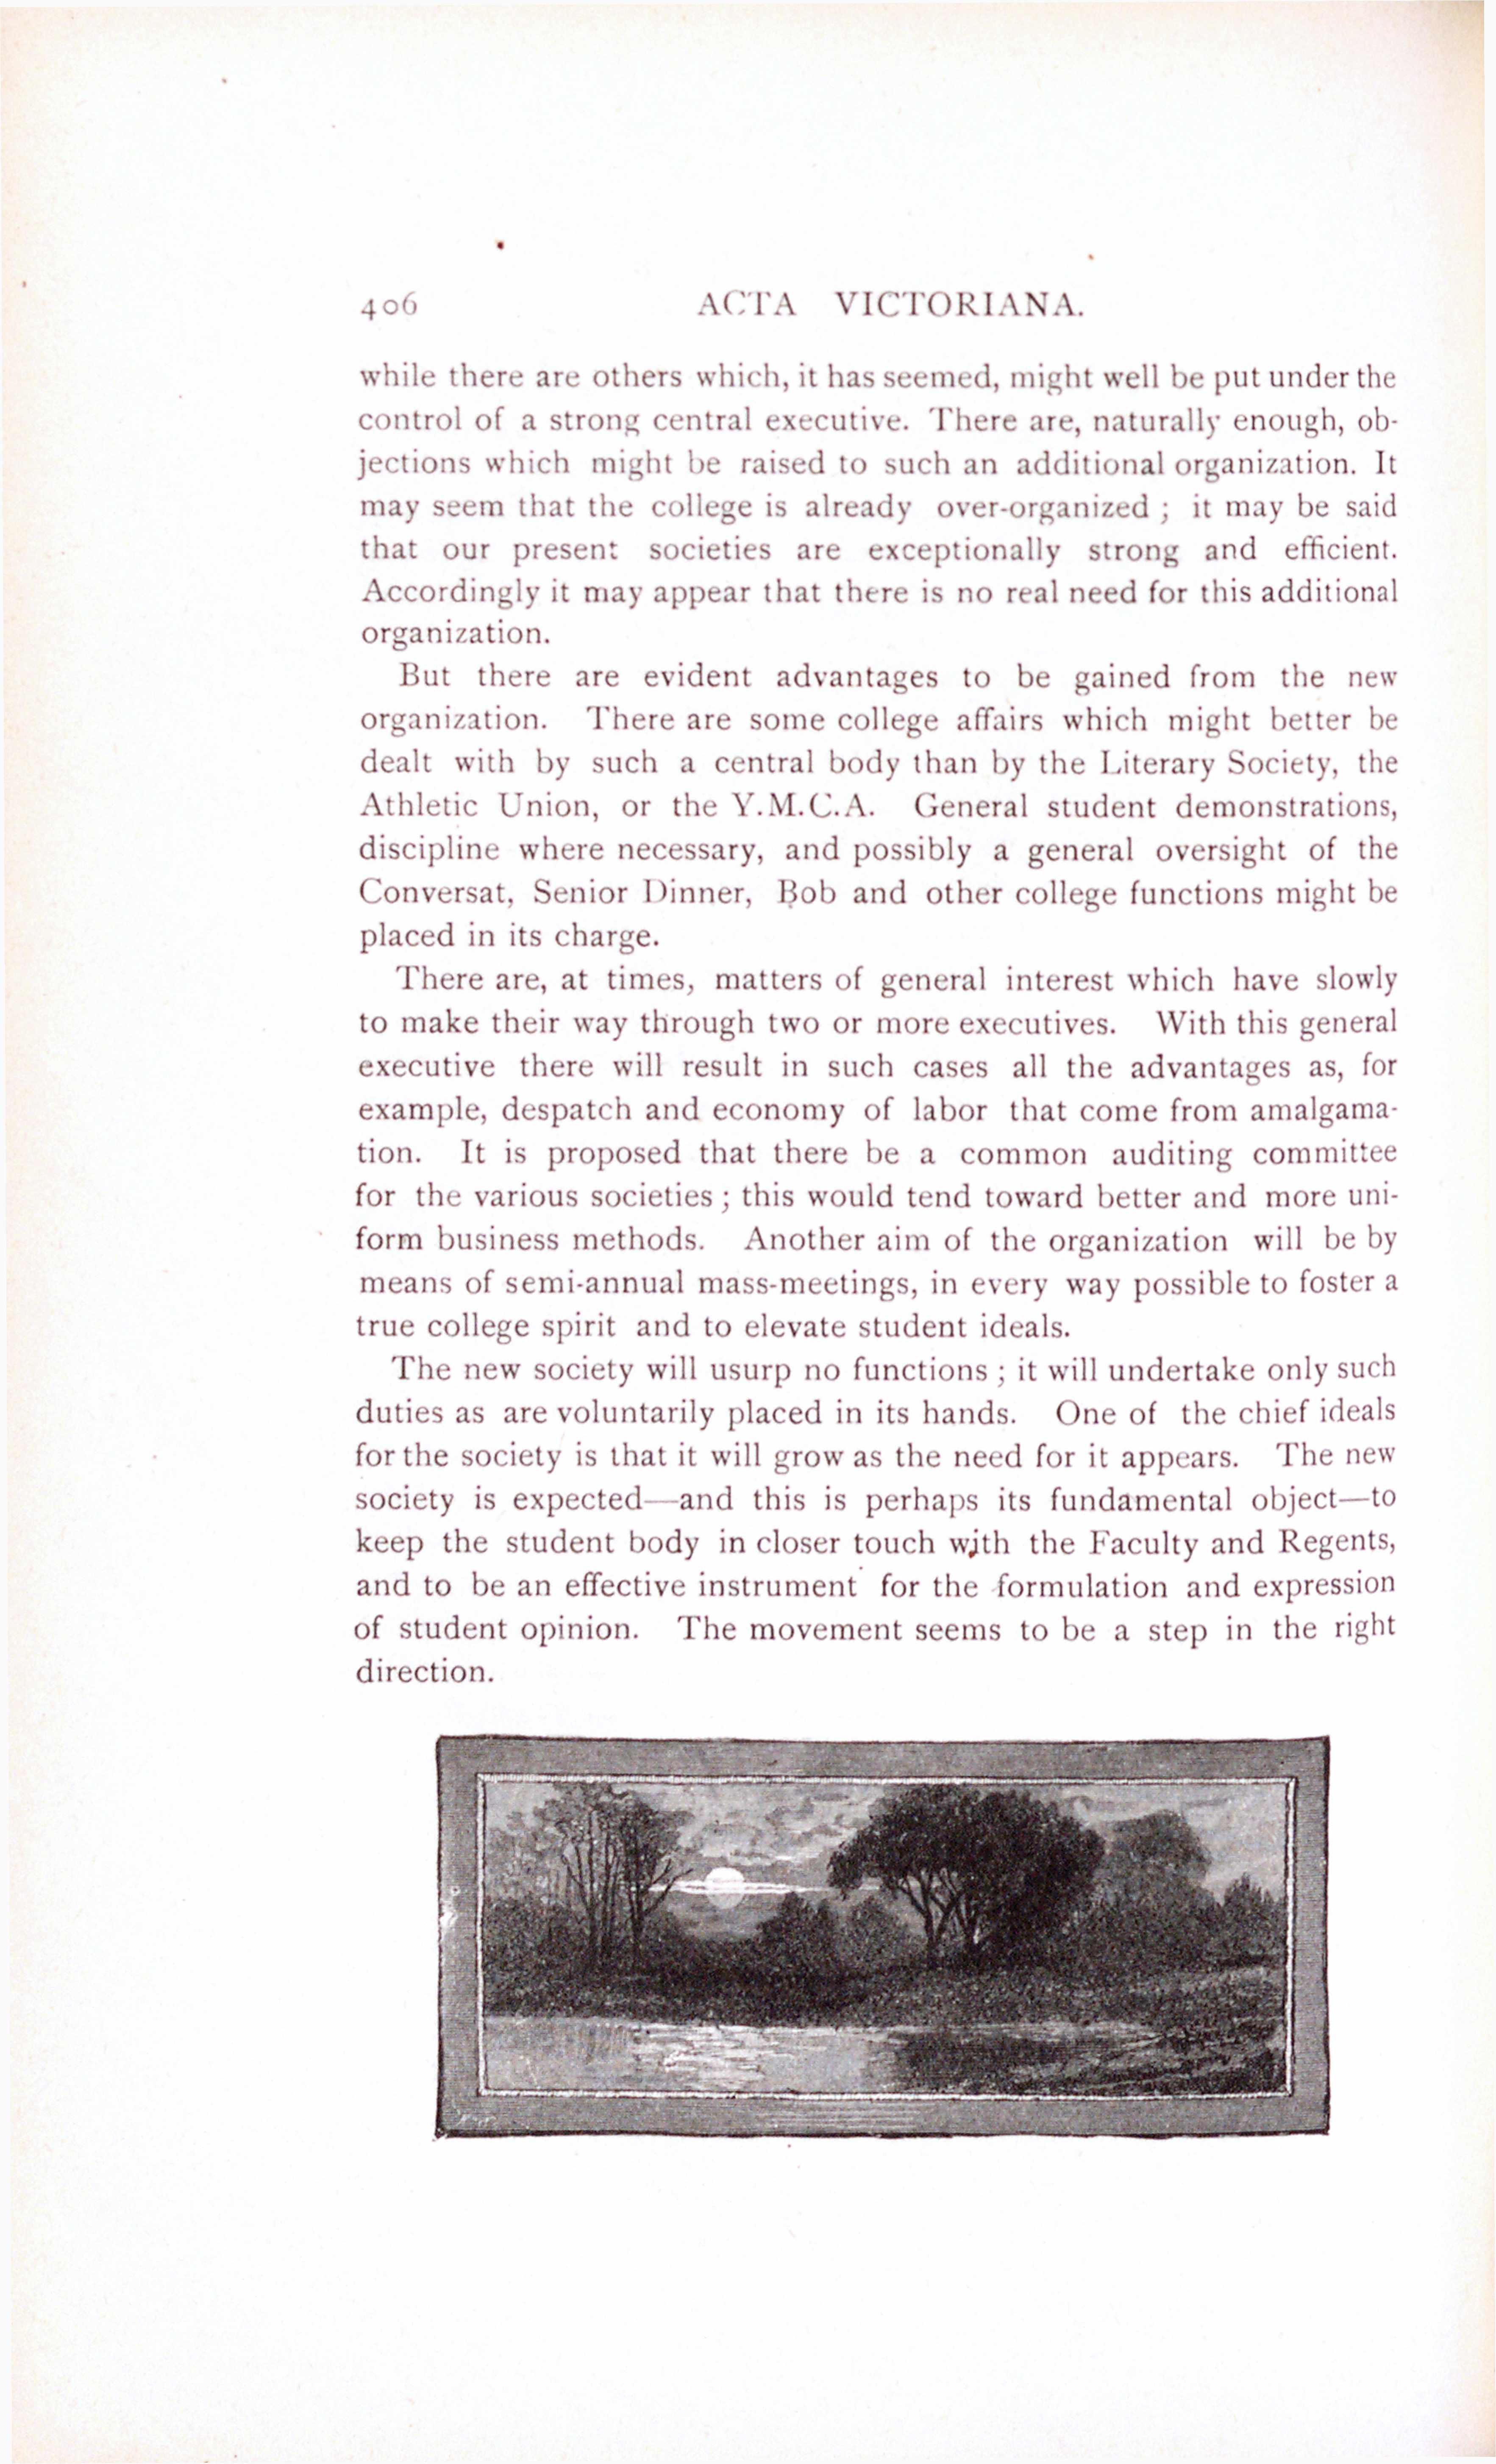 406 ACTA VICTORIANA.
while there are others which, it has seemed, might well be put under the
control of a strong central executive. There are, naturally enough, ob-
jections which might be raised to such an additional organization. It
may seem that the college is already over-organized ; it may be said
that our present societies are exceptionally strong and efficient.
Accordingly it may appear that there is no real need for this additional
organization.
But there are evident advantages to be gained from the new
organization. There are some college affairs which might better be
dealt with by such a central body than by the Literary Society, the
Athletic Union, or the Y.M.C.A. General student demonstrations,
discipline where necessary, and possibly a general oversight of the
Conversat, Senior Dinner, Bob and other college functions might be
placed in its charge.
There are, at times, matters of general interest which have slowly
to make their way through two or more executives. With this general
executive there will result in such cases all the advantages as, for
example, despatch and economy of labor that come from amalgama-
tion. It is proposed that there be a common auditing committee
for the various societies ; this would tend toward better and more uni-
form business methods. Another aim of the organization will be by
means of semi-annual mass-meetings, in every way possible to foster a
true college spirit and to elevate student ideals.
The new society will usurp no functions ; it will undertake only such
duties as are voluntarily placed in its hands. One of the chief ideals
for the society is that it will grow as the need for it appears. The new
society is expected—and this is perhaps its fundamental object—to
keep the student body in closer touch with the Faculty and Regents,
and to be an effective instrument for the formulation and expression
of student opinion. The movement seems to be a step in the right
direction.